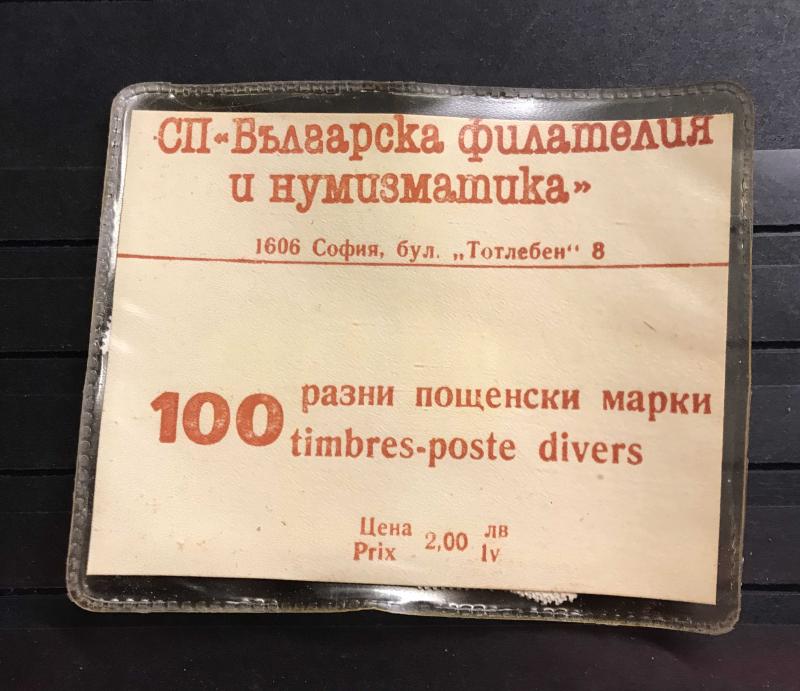 СП «Българска филателия
и нумизматика»
1606 София, бул. „Тотлебен“ 8
100 разни пощенски марки
timbres-poste divers
Цена 2,00 лв
Prix lv